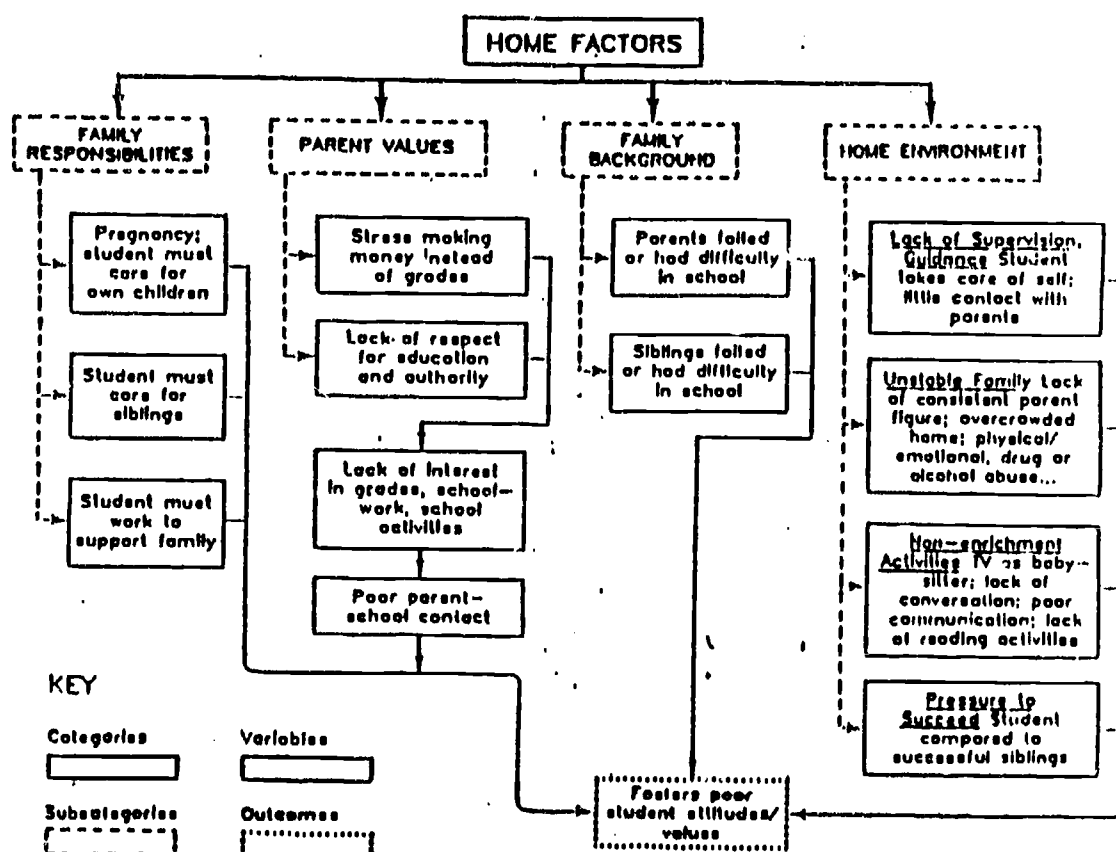 HOME FACTORS
FAMILY
RESPONSIBILITIES
Pregnancy;
student must
care for
own children
Student must
care for
siblings
Student must
work to
support family
PARENT VALUES
Stress making
money instead
of grades
Lack of respect
for education
and authority
Lack of interest
in grades, school-
work, school
activities
Poor parent-
school contact
FAMILY
BACKGROUND
Parents failed
or had difficulty
in school
Siblings failed
or had difficulty
in school
HOME ENVIRONMENT
Lack of Supervision,
Guidance Student
takes care of self;
little contact with
parents
Unstable Family Lack
of consistent parent
figure; overcrowded
home; physical/
emotional, drug or
alcohol abuse...
Non-enrichment
Activities TV as baby-
sitter; lack of
conversation; poor
communication; lack
of reading activities
Pressure to
Succeed Student
compared to
successful siblings
Fosters poor
student attitudes/
values
KEY
Categories
Variables
Subcategories
Outcomes